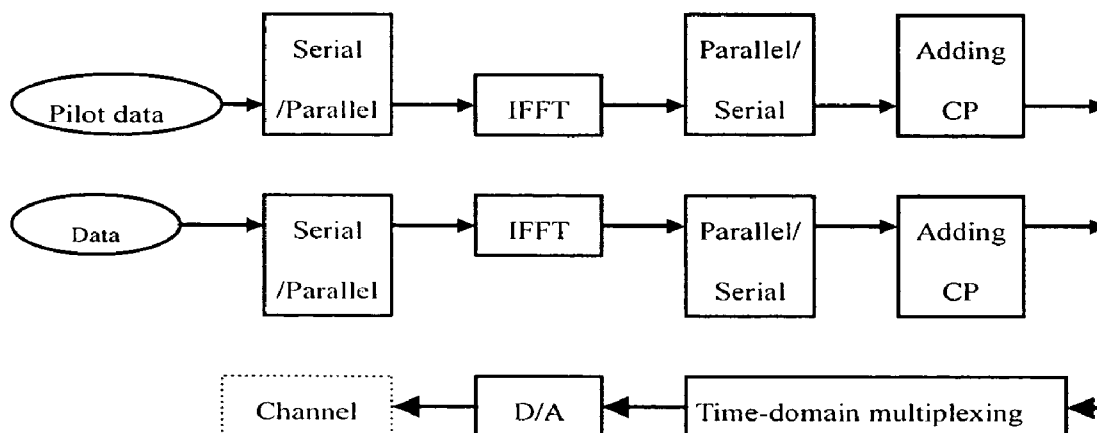 Pilot data
Serial
/Parallel
IFFT
Parallel/
Serial
Adding
CP
Data
Serial
/Parallel
IFFT
Parallel/
Serial
Adding
CP
Channel
D/A
Time-domain multiplexing